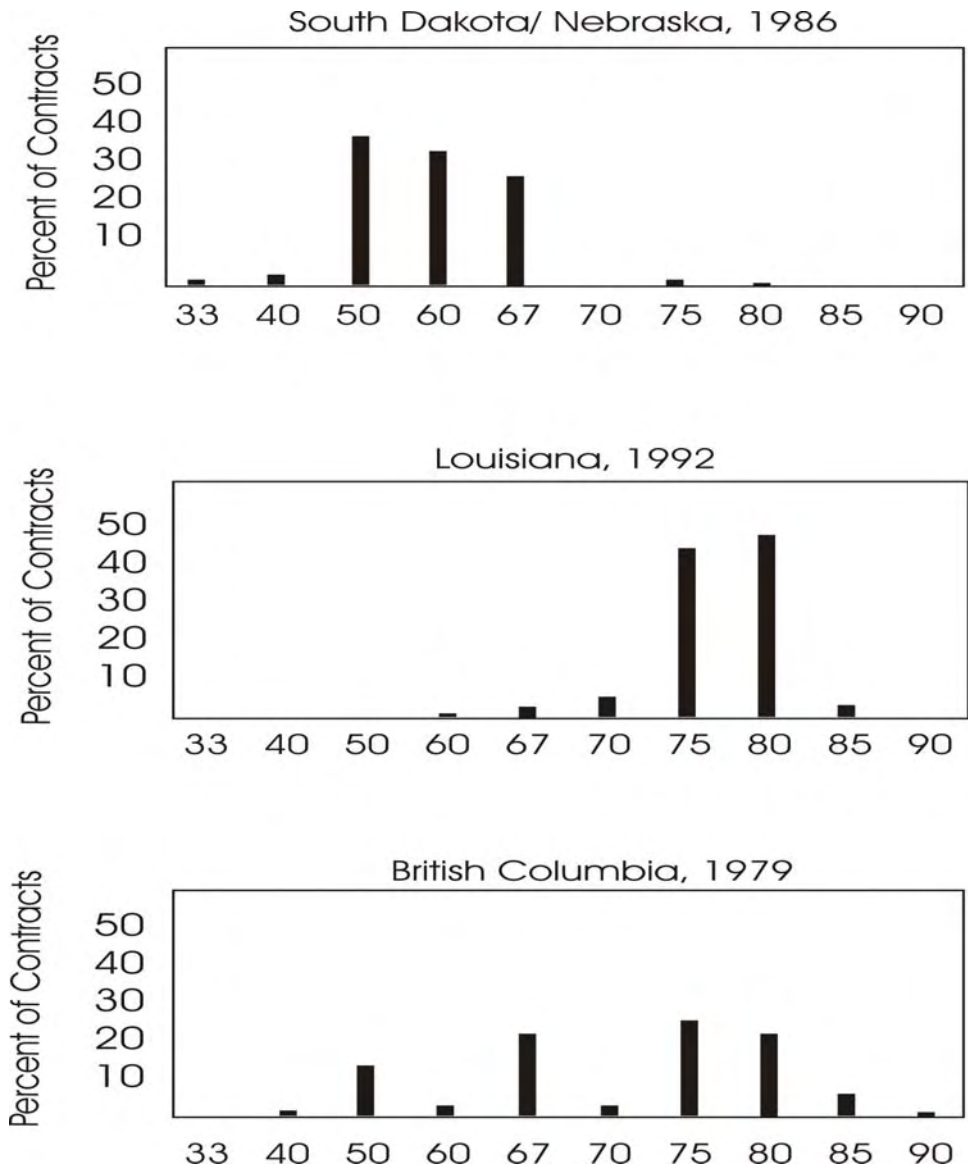 South Dakota/ Nebraska, 1986
Percent of Contracts
50
40
30
20
10
33 40 50 60 67 70 75 80 85 90
Louisiana, 1992
Percent of Contracts
50
40
30
20
10
33 40 50 60 67 70 75 80 85 90
British Columbia, 1979
Percent of Contracts
50
40
30
20
10
33 40 50 60 67 70 75 80 85 90